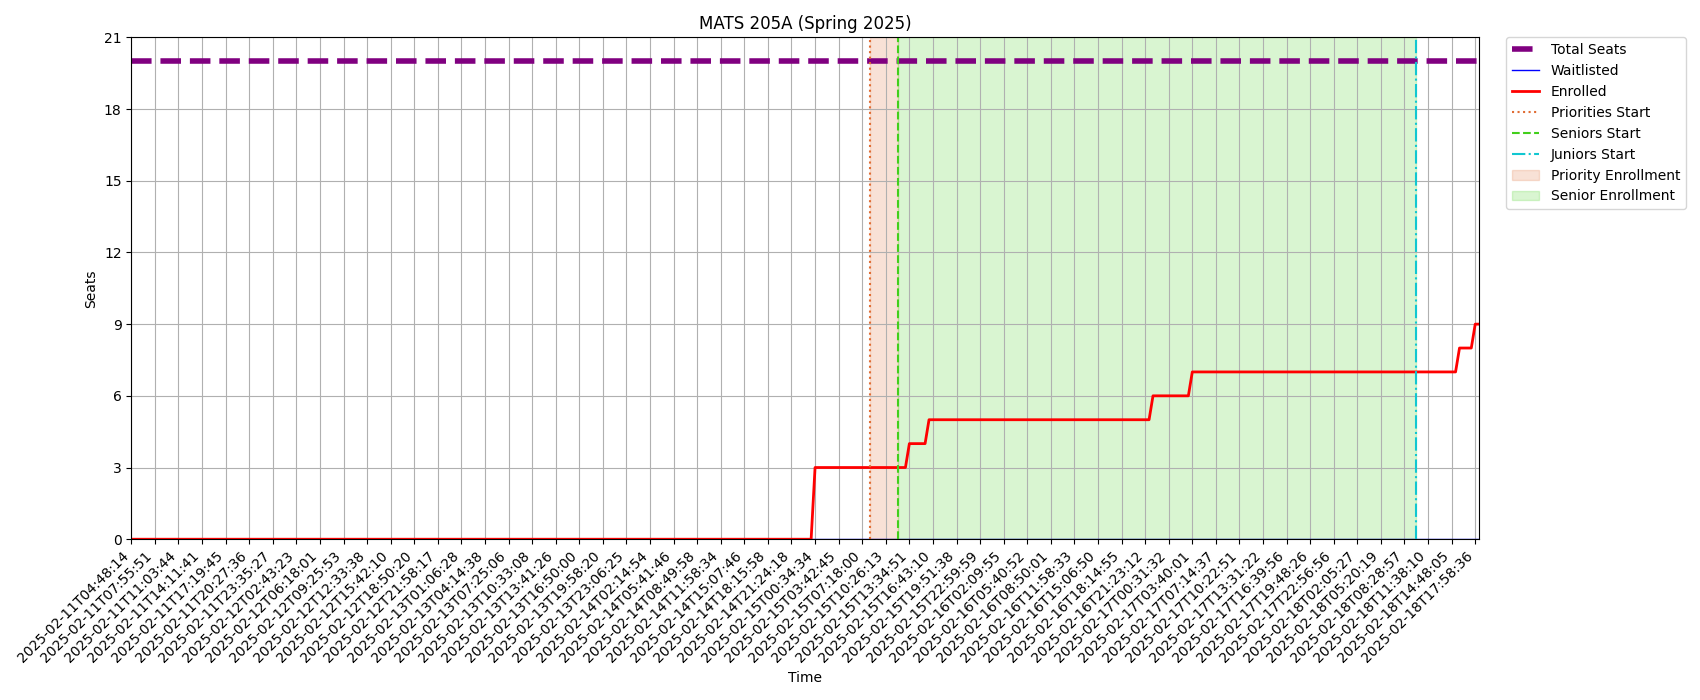 MATS 205A (Spring 2025)
Seats
21
18
15
12
9
6
3
0
2025-02-11T04:48:14
2025-02-11T07:55:51
2025-02-11T11:03:44
2025-02-11T14:11:41
2025-02-11T17:19:45
2025-02-11T20:27:36
2025-02-11T23:35:27
2025-02-12T02:43:23
2025-02-12T06:18:01
2025-02-12T09:25:53
2025-02-12T12:33:38
2025-02-12T15:42:10
2025-02-12T18:50:20
2025-02-12T21:58:17
2025-02-13T01:06:28
2025-02-13T04:14:38
2025-02-13T07:25:06
2025-02-13T10:33:08
2025-02-13T13:41:26
2025-02-13T16:50:00
2025-02-13T19:58:20
2025-02-13T23:06:25
2025-02-14T02:14:54
2025-02-14T05:41:46
2025-02-14T08:49:58
2025-02-14T11:58:34
2025-02-14T15:07:46
2025-02-14T18:15:58
2025-02-14T21:24:18
2025-02-15T00:34:34
2025-02-15T03:42:45
2025-02-15T07:18:00
2025-02-15T10:26:13
2025-02-15T13:34:51
2025-02-15T16:43:10
2025-02-15T19:51:38
2025-02-15T22:59:59
2025-02-16T02:09:55
2025-02-16T05:40:52
2025-02-16T08:50:01
2025-02-16T11:58:33
2025-02-16T15:06:50
2025-02-16T18:14:55
2025-02-16T21:23:12
2025-02-17T00:31:32
2025-02-17T03:40:01
2025-02-17T07:14:37
2025-02-17T10:22:51
2025-02-17T13:31:22
2025-02-17T16:39:56
2025-02-17T19:48:26
2025-02-17T22:56:56
2025-02-18T02:05:27
2025-02-18T05:20:19
2025-02-18T08:28:57
2025-02-18T11:38:10
2025-02-18T14:48:05
2025-02-18T17:58:36
Time
Total Seats
Waitlisted
Enrolled
Priorities Start
Seniors Start
Juniors Start
Priority Enrollment
Senior Enrollment